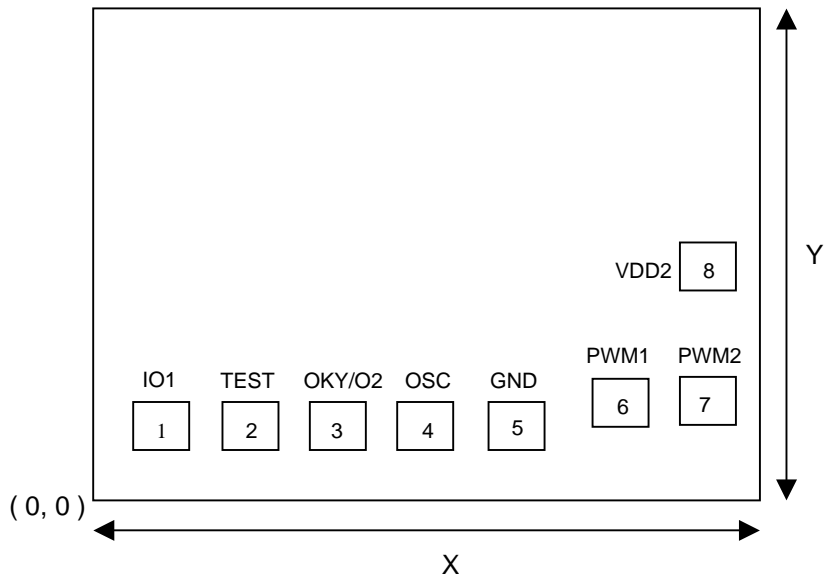 Y
VDD2 8
PWM1 PWM2
IO1 TEST OKY/O2 OSC GND
6 7
1 2 3 4 5
( 0, 0 )
X